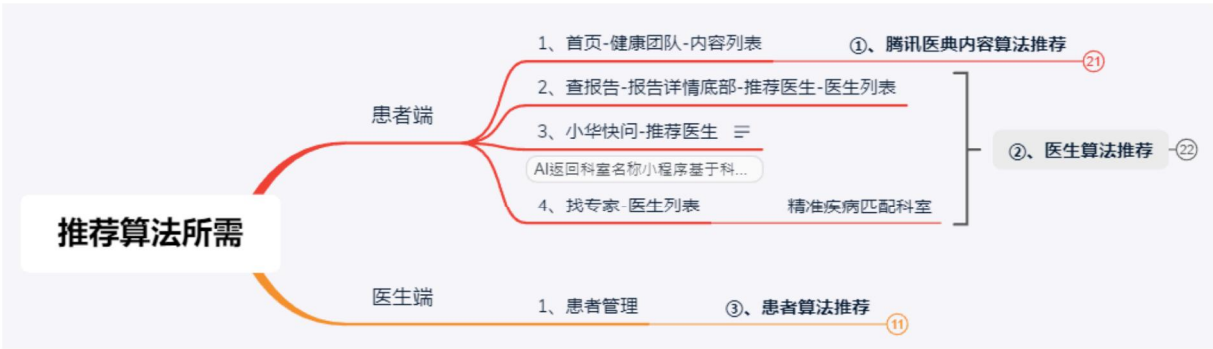 推荐算法所需
患者端
1、首页-健康团队-内容列表
①、腾讯医典内容算法推荐
21
2、查报告-报告详情底部-推荐医生-医生列表
3、小华快问-推荐医生
AI返回科室名称小程序基于科...
4、找专家-医生列表
精准疾病匹配科室
②、医生算法推荐
22
医生端
1、患者管理
③、患者算法推荐
11